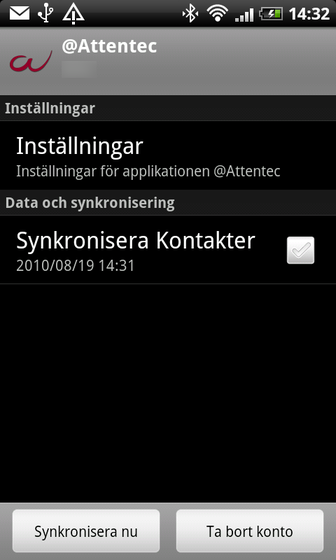 14:32
@Attentec
Inställningar
Inställningar
Inställningar för applikationen @Attentec
Data och synkronisering
Synkronisera Kontakter
2010/08/19 14:31
Synkronisera nu
Ta bort konto